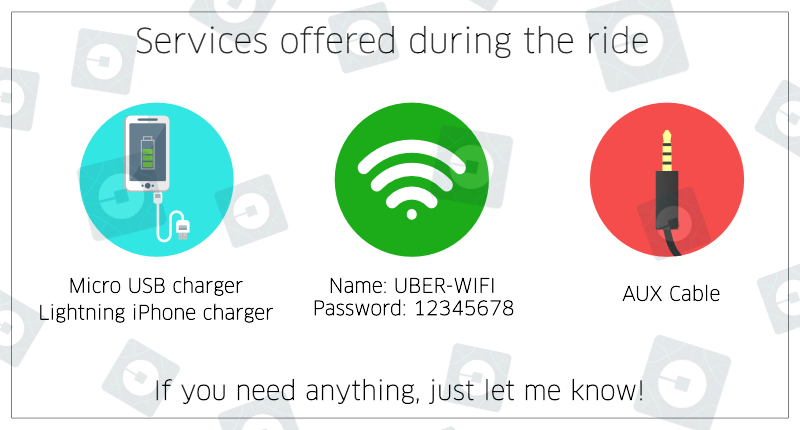 Services offered during the ride
Micro USB charger
Lightning iPhone charger
Name: UBER-WIFI
Password: 12345678
AUX Cable
If you need anything, just let me know!